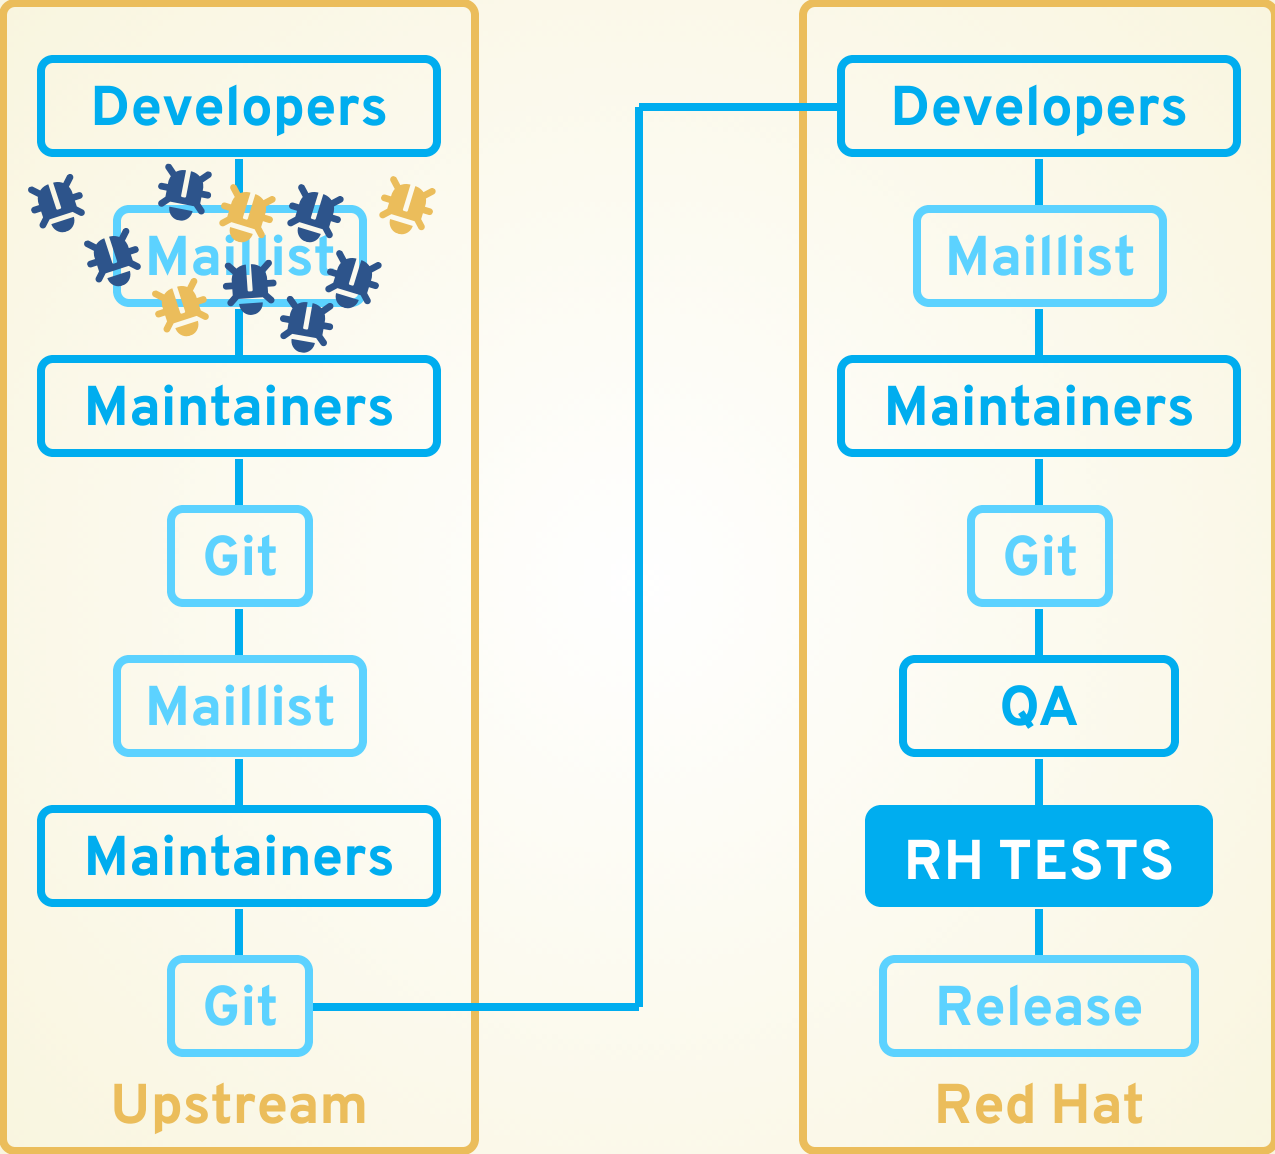 Developers
Maillist
Maintainers
Git
Maillist
Maintainers
Git
Upstream
Developers
Maillist
Maintainers
Git
QA
RH TESTS
Release
Red Hat